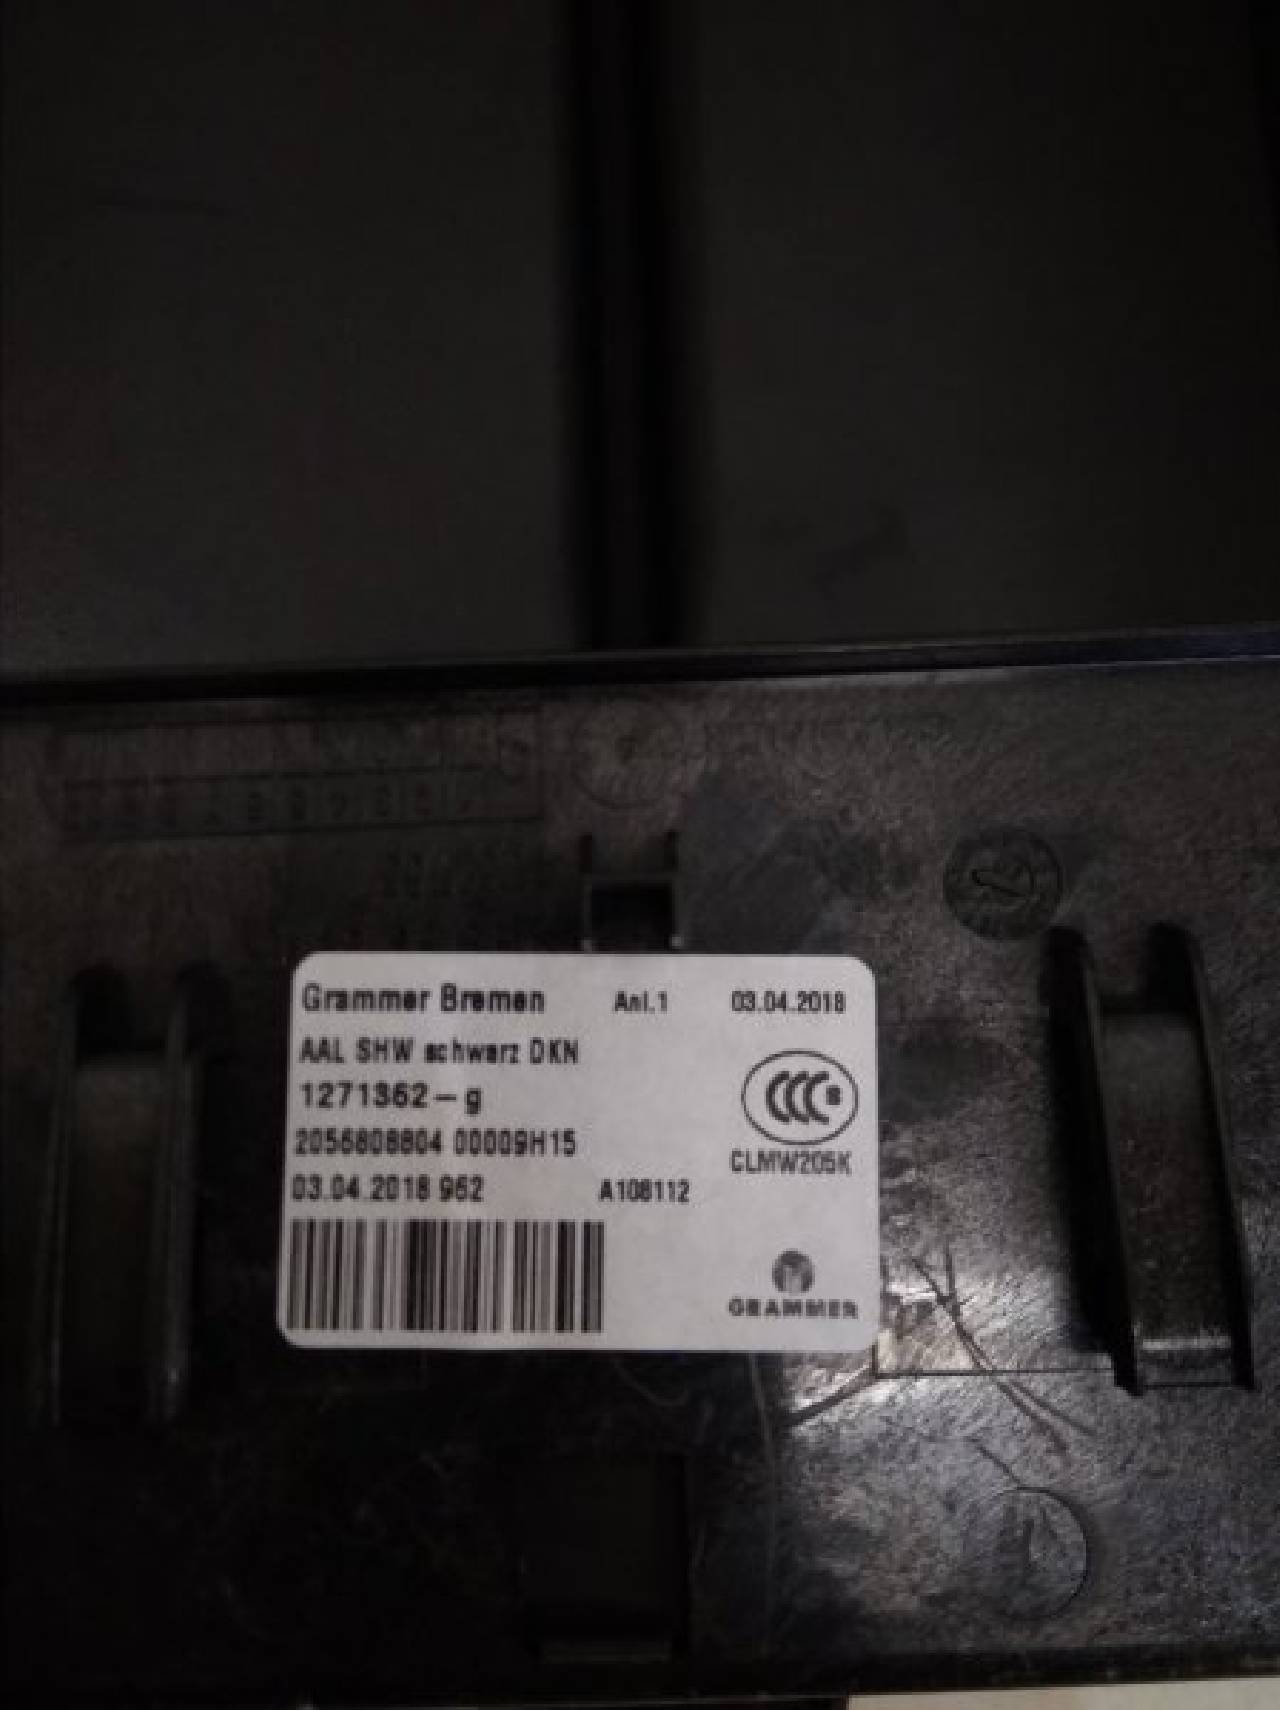 Grammer Bremen Anl.1 03.04.2018
AAL SHW schwarz DKN
1271362-g
CCC S
2056808804 00009H15
CLMW205K
03.04.2018 962 A108112
GRAMMER